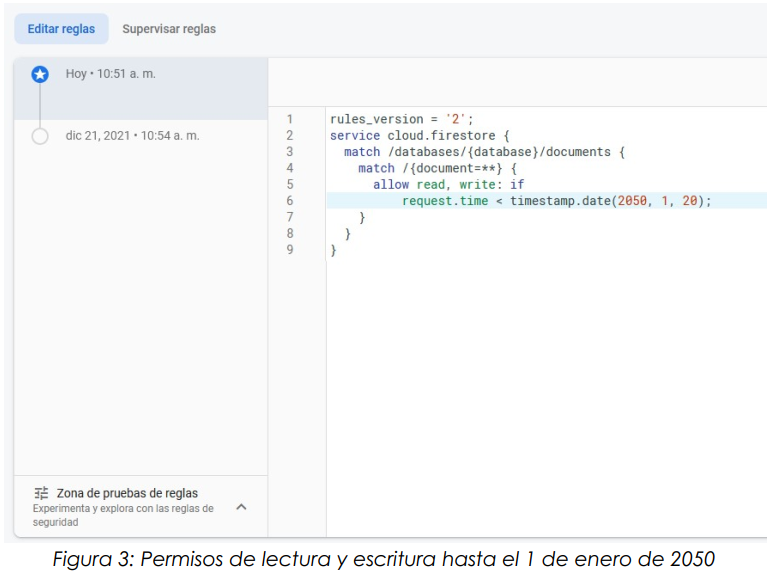 Editar reglas Supervisar reglas
Hoy • 10:51 a. m.
dic 21, 2021 • 10:54 a. m.
1 rules_version = '2';
2 service cloud.firestore {
3 match /databases/{database}/documents {
4 match /{document=**} {
5 allow read, write: if
6 request.time < timestamp.date(2050, 1, 20);
7 }
8 }
9 }
Zona de pruebas de reglas
Experimenta y explora con las reglas de
seguridad
Figura 3: Permisos de lectura y escritura hasta el 1 de enero de 2050